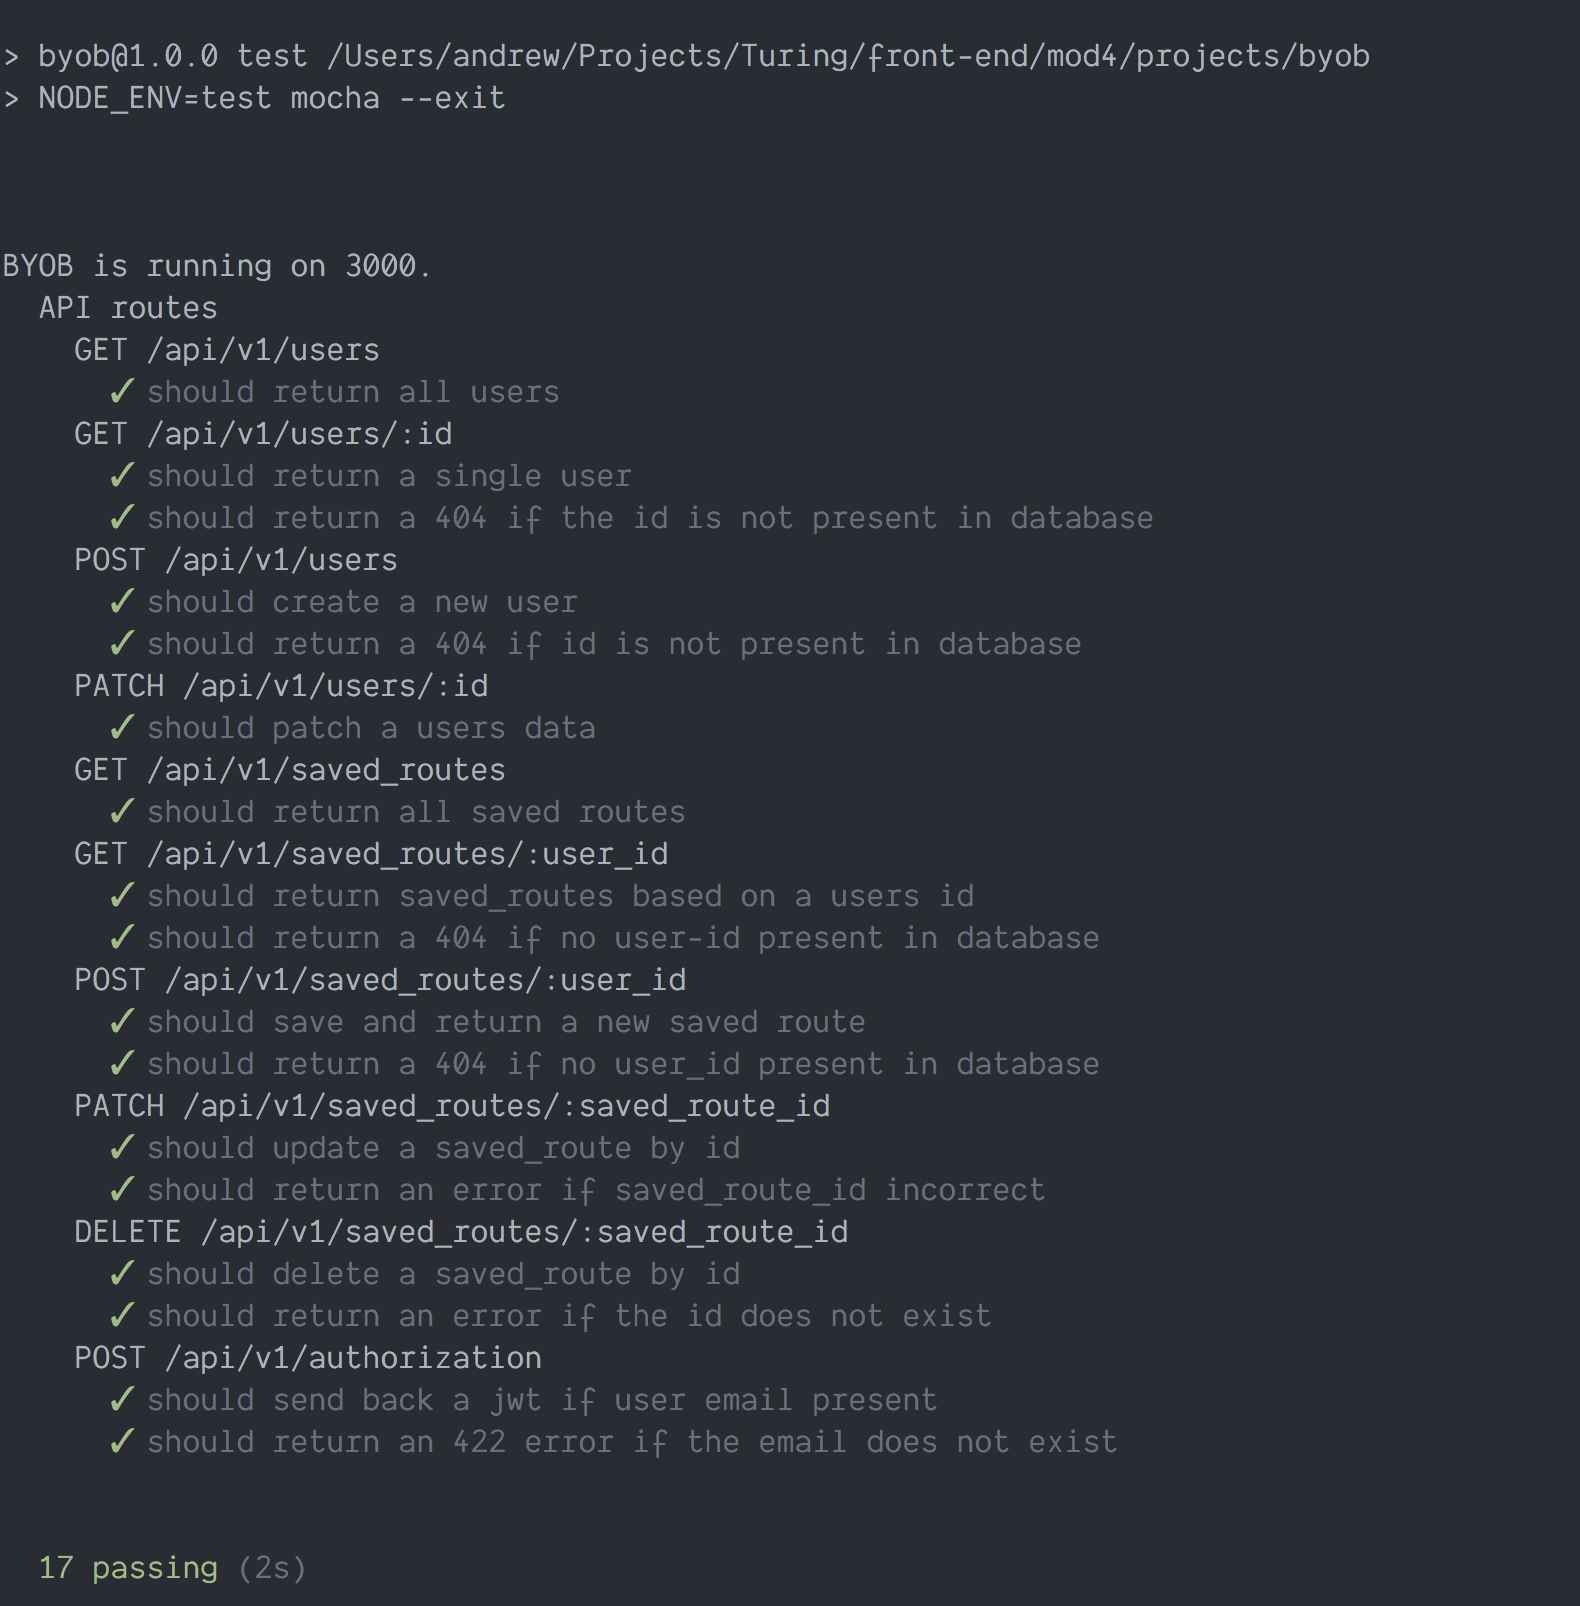 > byob@1.0.0 test /Users/andrew/Projects/Turing/front-end/mod4/projects/byob
> NODE_ENV=test mocha --exit
BYOB is running on 3000.
API routes
GET /api/v1/users
✓ should return all users
GET /api/v1/users/:id
✓ should return a single user
✓ should return a 404 if the id is not present in database
POST /api/v1/users
✓ should create a new user
✓ should return a 404 if id is not present in database
PATCH /api/v1/users/:id
✓ should patch a users data
GET /api/v1/saved_routes
✓ should return all saved routes
GET /api/v1/saved_routes/:user_id
✓ should return saved_routes based on a users id
✓ should return a 404 if no user-id present in database
POST /api/v1/saved_routes/:user_id
✓ should save and return a new saved route
✓ should return a 404 if no user_id present in database
PATCH /api/v1/saved_routes/:saved_route_id
✓ should update a saved_route by id
✓ should return an error if saved_route_id incorrect
DELETE /api/v1/saved_routes/:saved_route_id
✓ should delete a saved_route by id
✓ should return an error if the id does not exist
POST /api/v1/authorization
✓ should send back a jwt if user email present
✓ should return an 422 error if the email does not exist
17 passing (2s)